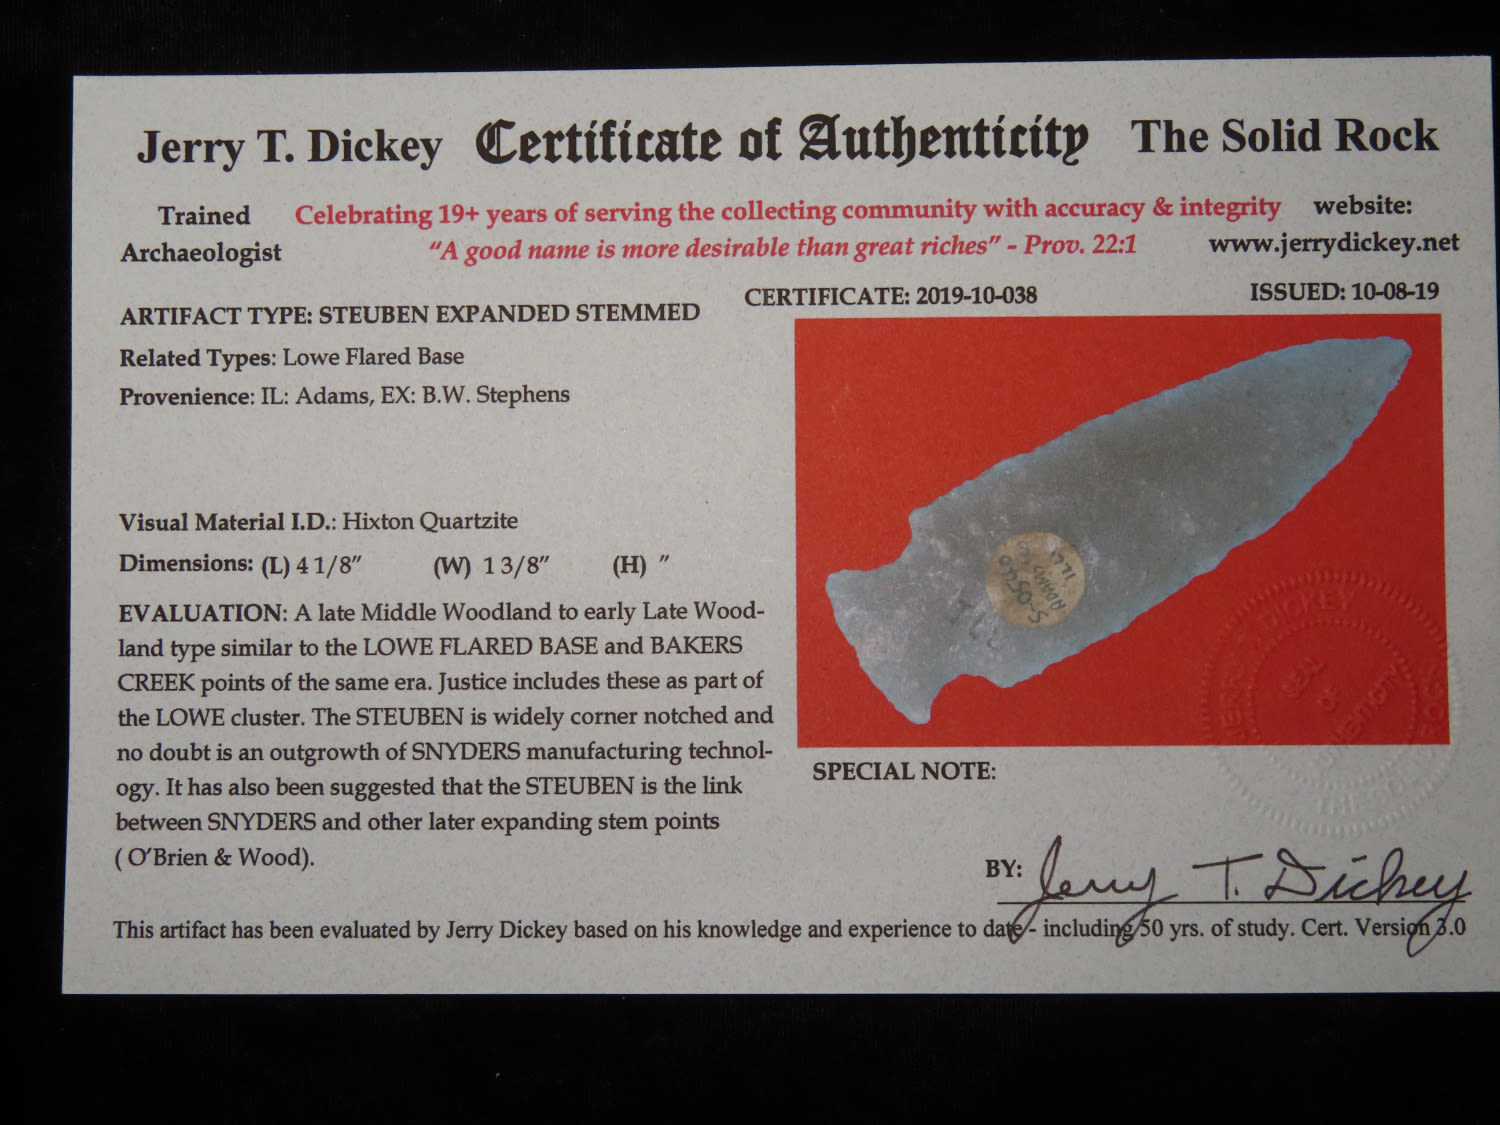 Jerry T. Dickey Certificate of Authenticity The Solid Rock
Trained Archaeologist
Celebrating 19+ years of serving the collecting community with accuracy & integrity
"A good name is more desirable than great riches" - Prov. 22:1
website:
www.jerrydickey.net
ARTIFACT TYPE: STEUBEN EXPANDED STEMMED
CERTIFICATE: 2019-10-038
ISSUED: 10-08-19
Related Types: Lowe Flared Base
Provenience: IL: Adams, EX: B.W. Stephens
Visual Material I.D.: Hixton Quartzite
Dimensions: (L) 4 1/8" (W) 1 3/8" (H) "
EVALUATION: A late Middle Woodland to early Late Wood-
land type similar to the LOWE FLARED BASE and BAKERS
CREEK points of the same era. Justice includes these as part of
the LOWE cluster. The STEUBEN is widely corner notched and
no doubt is an outgrowth of SNYDERS manufacturing technol-
ogy. It has also been suggested that the STEUBEN is the link
between SNYDERS and other later expanding stem points
( O'Brien & Wood).
S-0540
ADAMS
ILL
JERRY DICKEY
SEAL
OF
SPECIAL NOTE:
BY: Jerry T. Dickey
This artifact has been evaluated by Jerry Dickey based on his knowledge and experience to date - including 50 yrs. of study. Cert. Version 3.0